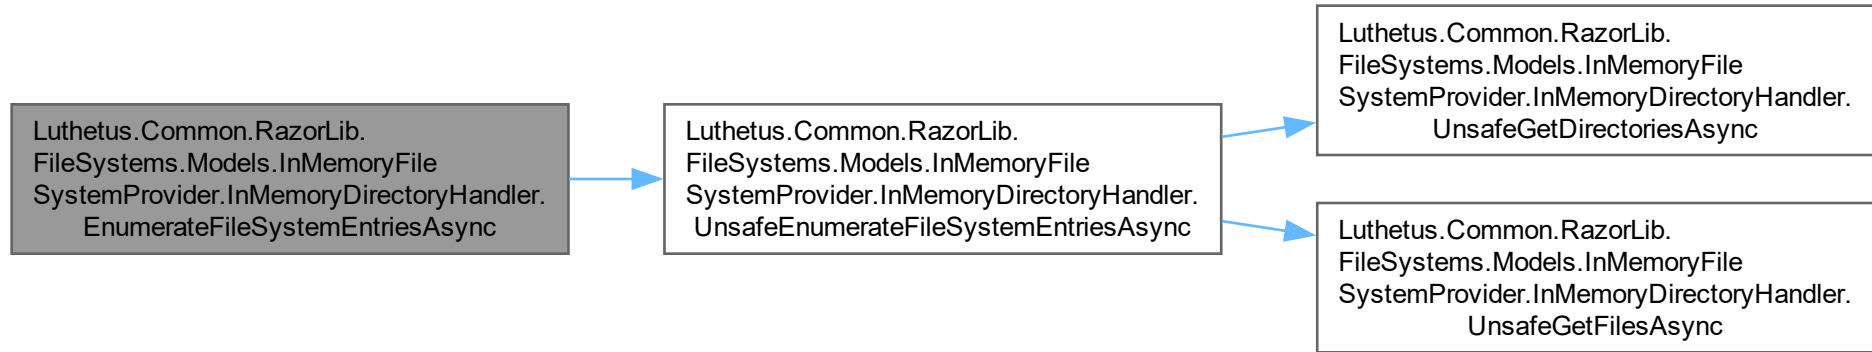 Luthetus.Common.RazorLib.
FileSystems.Models.InMemoryFile
SystemProvider.InMemoryDirectoryHandler.
EnumerateFileSystemEntriesAsync
Luthetus.Common.RazorLib.
FileSystems.Models.InMemoryFile
SystemProvider.InMemoryDirectoryHandler.
UnsafeEnumerateFileSystemEntriesAsync
Luthetus.Common.RazorLib.
FileSystems.Models.InMemoryFile
SystemProvider.InMemoryDirectoryHandler.
UnsafeGetDirectoriesAsync
Luthetus.Common.RazorLib.
FileSystems.Models.InMemoryFile
SystemProvider.InMemoryDirectoryHandler.
UnsafeGetFilesAsync